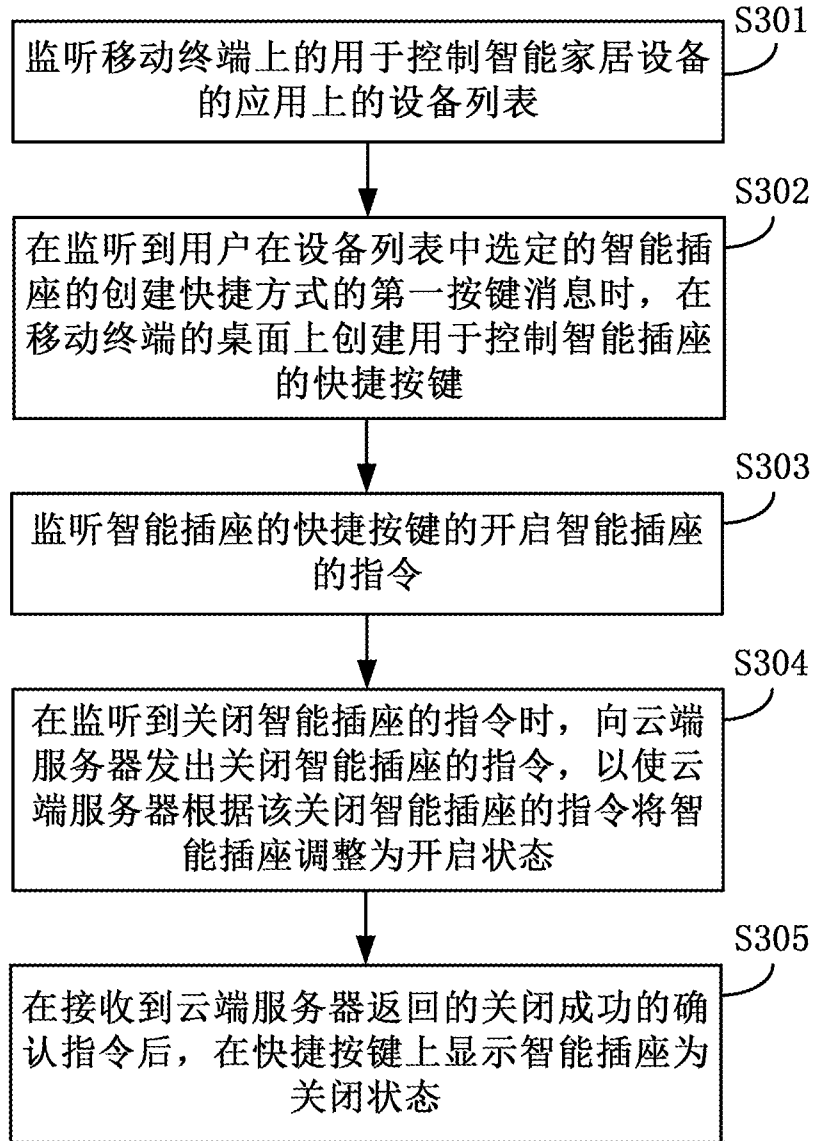 S301
监听移动终端上的用于控制智能家居设备
的应用上的设备列表
S302
在监听到用户在设备列表中选定的智能插
座的创建快捷方式的第一按键消息时，在
移动终端的桌面上创建用于控制智能插座
的快捷按键
S303
监听智能插座的快捷按键的开启智能插座
的指令
S304
在监听到关闭智能插座的指令时，向云端
服务器发出关闭智能插座的指令，以使云
端服务器根据该关闭智能插座的指令将智
能插座调整为开启状态
S305
在接收到云端服务器返回的关闭成功的确
认指令后，在快捷按键上显示智能插座为
关闭状态